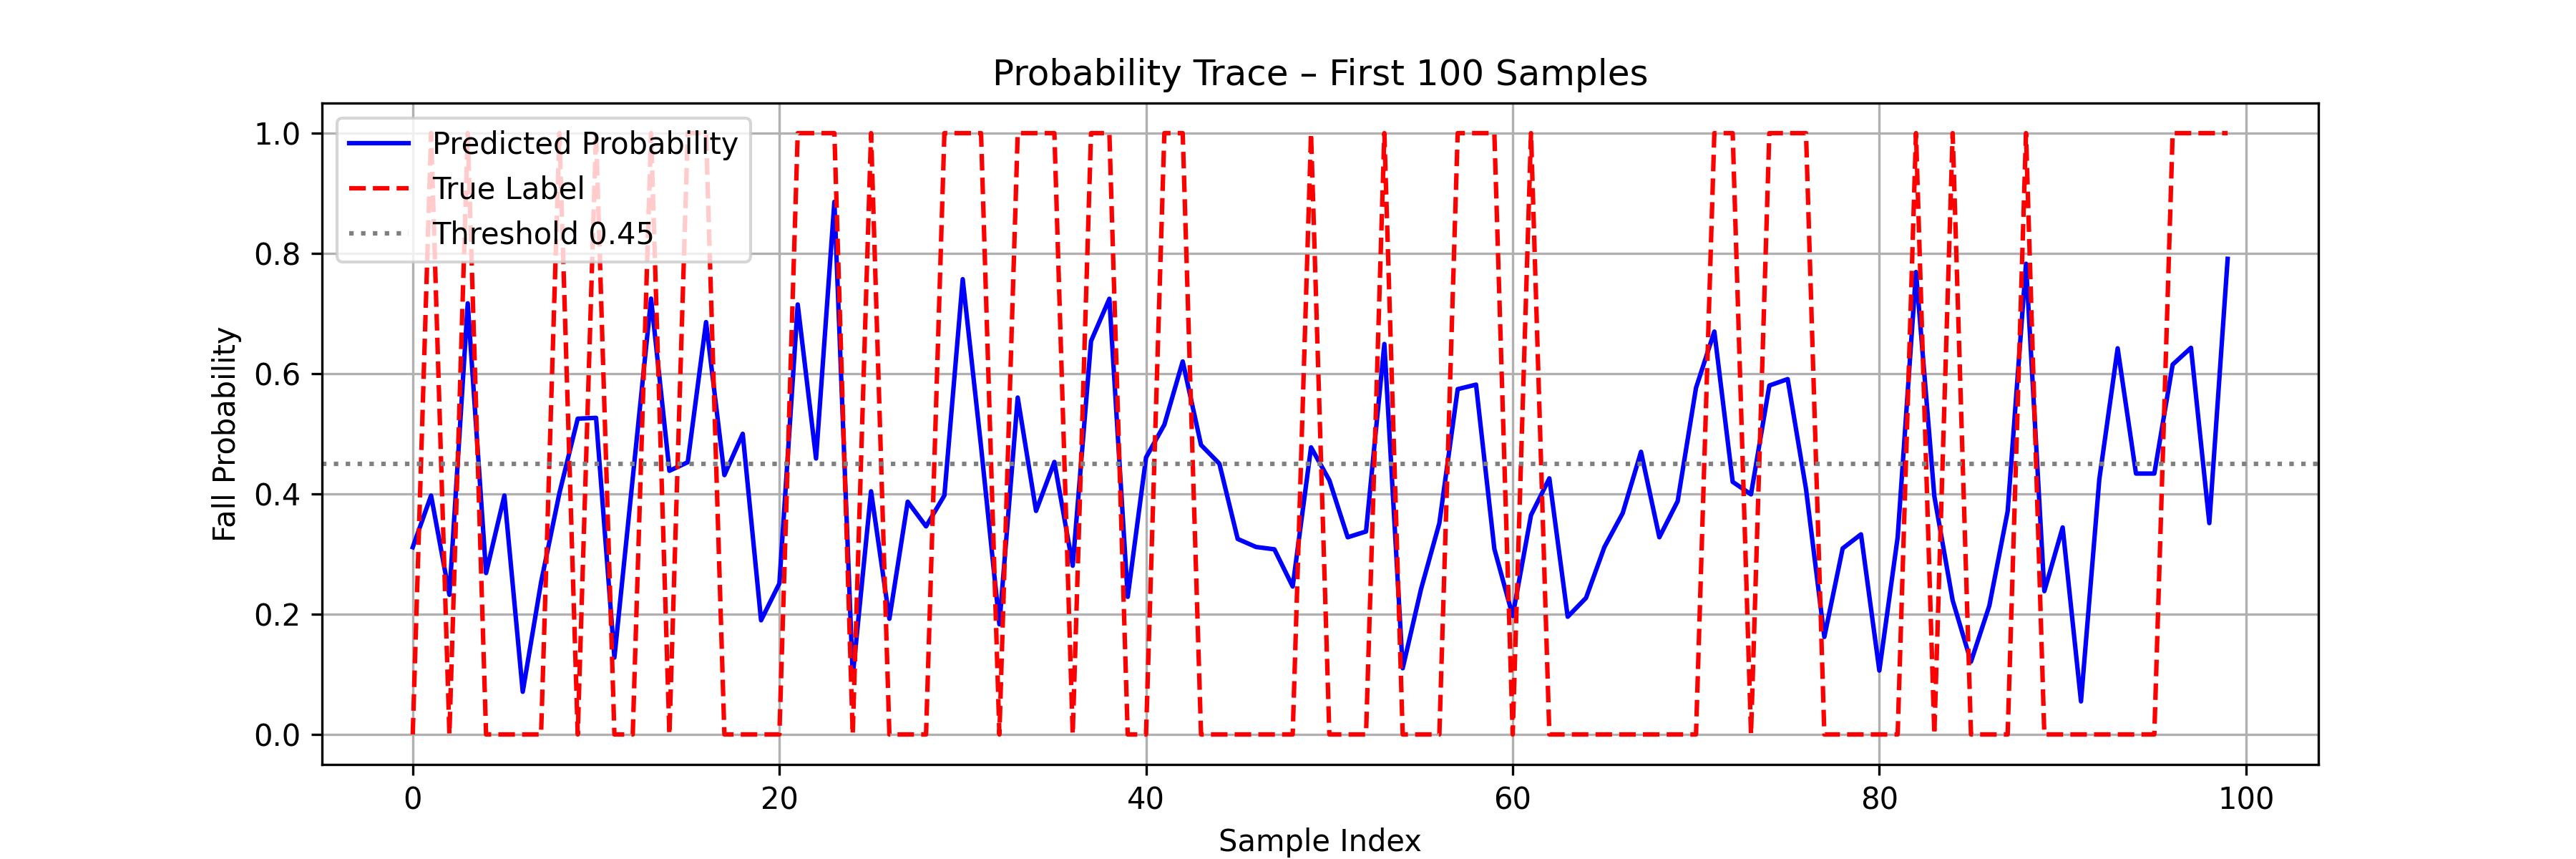 Probability Trace – First 100 Samples
1.0
0.8
0.6
0.4
0.2
0.0
Fall Probability
Predicted Probability
True Label
Threshold 0.45
0 20 40 60 80 100
Sample Index